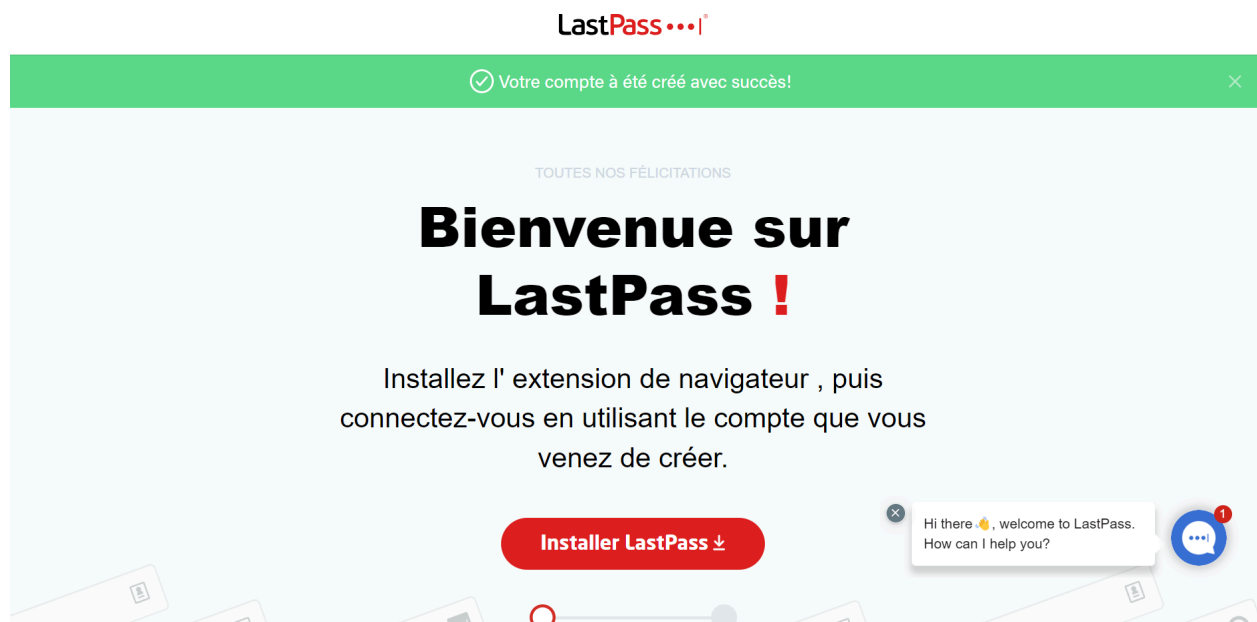 LastPass
Votre compte à été créé avec succès!
TOUTES NOS FÉLICITATIONS
Bienvenue sur
LastPass !
Installez l' extension de navigateur , puis
connectez-vous en utilisant le compte que vous
venez de créer.
Hi there 👋, welcome to LastPass.
How can I help you?
1
Installer LastPass